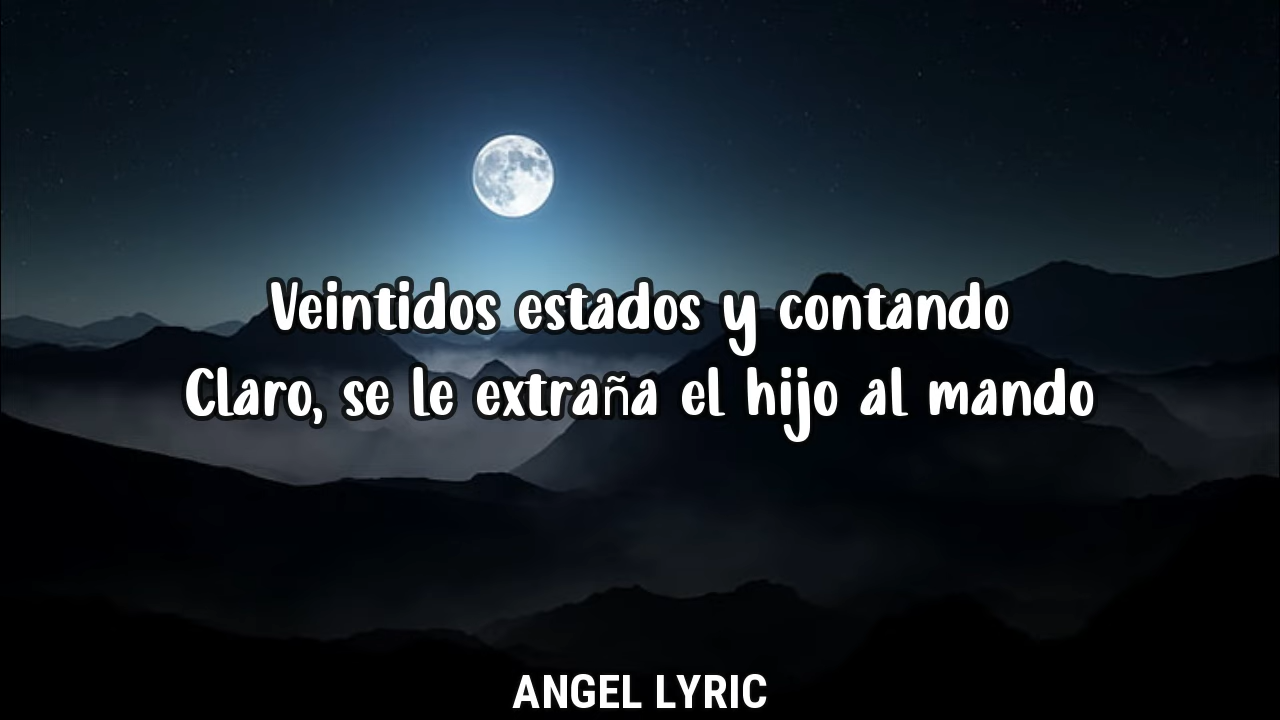 Veintidos estados y contando
Claro, se le extraña el hijo al mando
ANGEL LYRIC